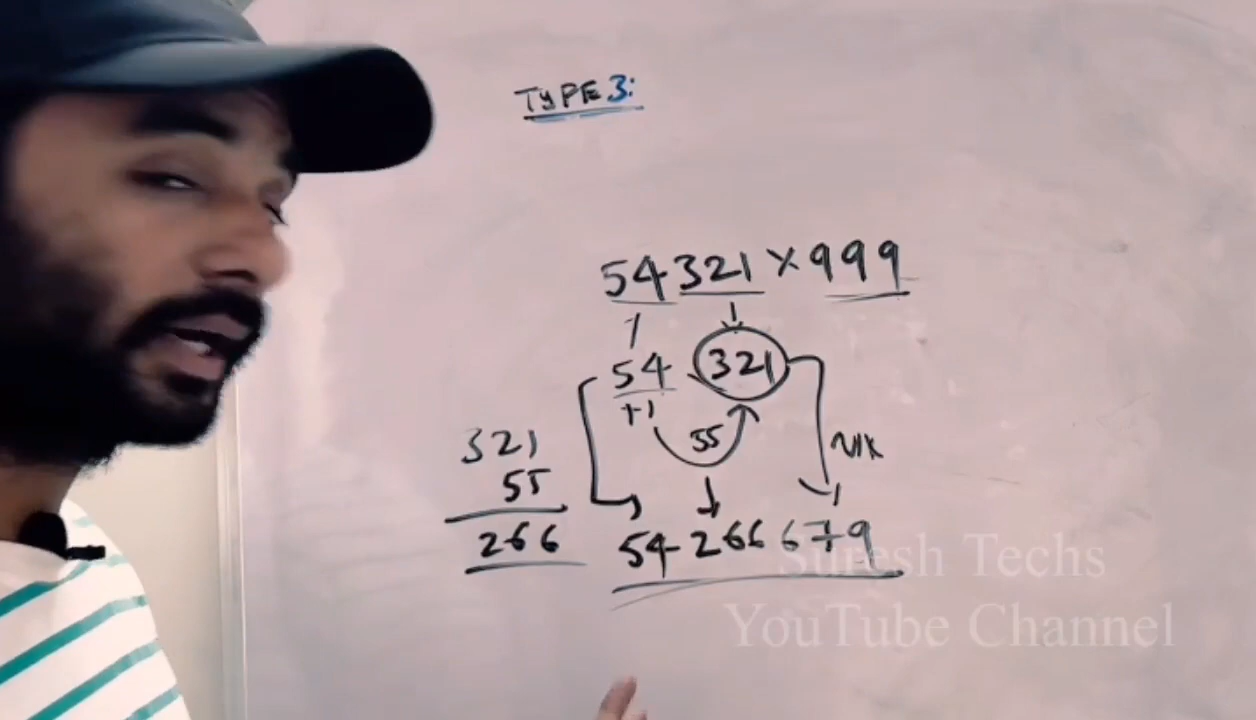 TYPE 3:
54321 × 999
54 321
+1
55
321
55
266
54 266 679
Suresh Techs
YouTube Channel